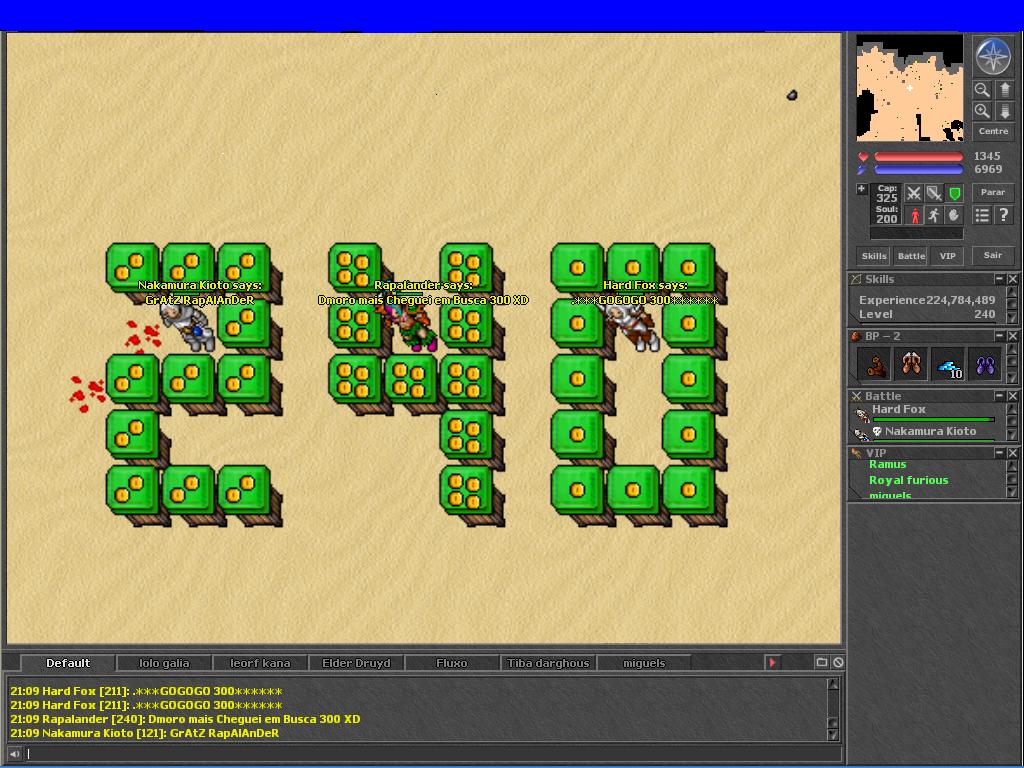 Nakamura Kioto says:
GrAtZ RapAlAnDeR
Rapalander says:
Dmoro mais Cheguei em Busca 300 XD
Hard Fox says:
.***GOGOGO 300******
Centre
1345
6969
Cap:
325
Soul:
200
Parar
?
Skills Battle VIP Sair
Skills
Experience224,784,489
Level 240
BP - 2
10
Battle
Hard Fox
Nakamura Kioto
VIP
Ramus
Royal furious
miguels
Default lolo galia leorf kana Elder Druyd Fluxo Tiba darghous miguels
21:09 Hard Fox [211]: .***GOGOGO 300******
21:09 Hard Fox [211]: .***GOGOGO 300******
21:09 Rapalander [240]: Dmoro mais Cheguei em Busca 300 XD
21:09 Nakamura Kioto [121]: GrAtZ RapAlAnDeR